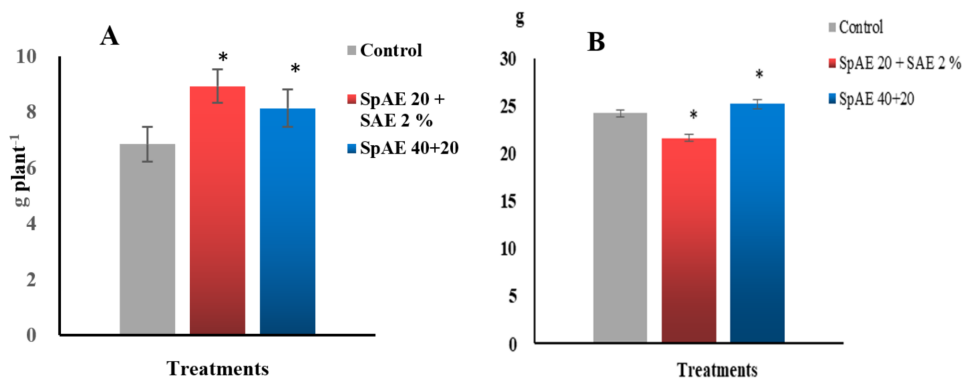 A
Control
SpAE 20 +
SAE 2 %
SpAE 40+20
10
8
6
4
2
0
g plant⁻¹
*
*
Treatments
g
B
Control
SpAE 20 + SAE 2 %
SpAE 40+20
30
25
20
15
10
5
0
*
*
Treatments